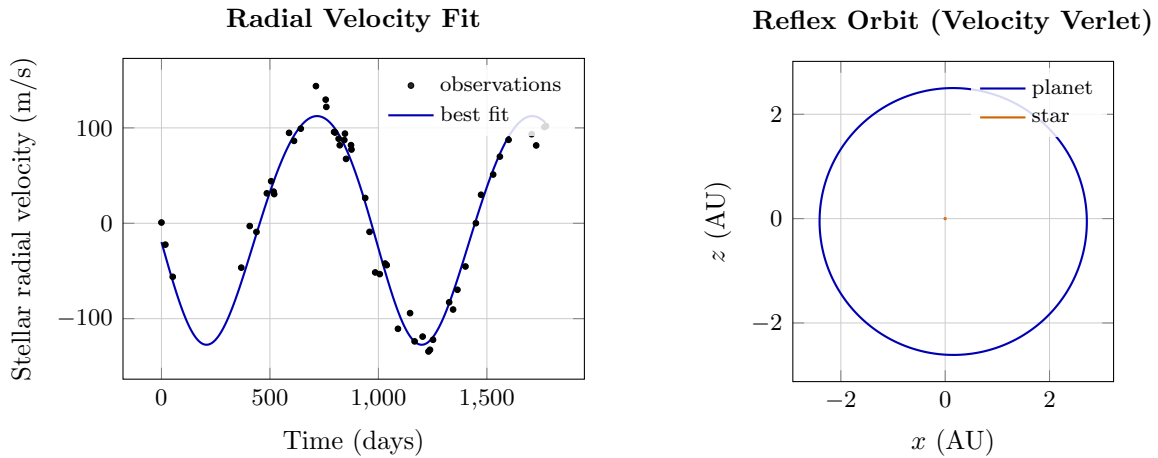 Radial Velocity Fit
Stellar radial velocity (m/s)
100
0
−100
0
500
1,000
1,500
Time (days)
observations
best fit
Reflex Orbit (Velocity Verlet)
z (AU)
2
0
−2
−2
0
2
x (AU)
planet
star